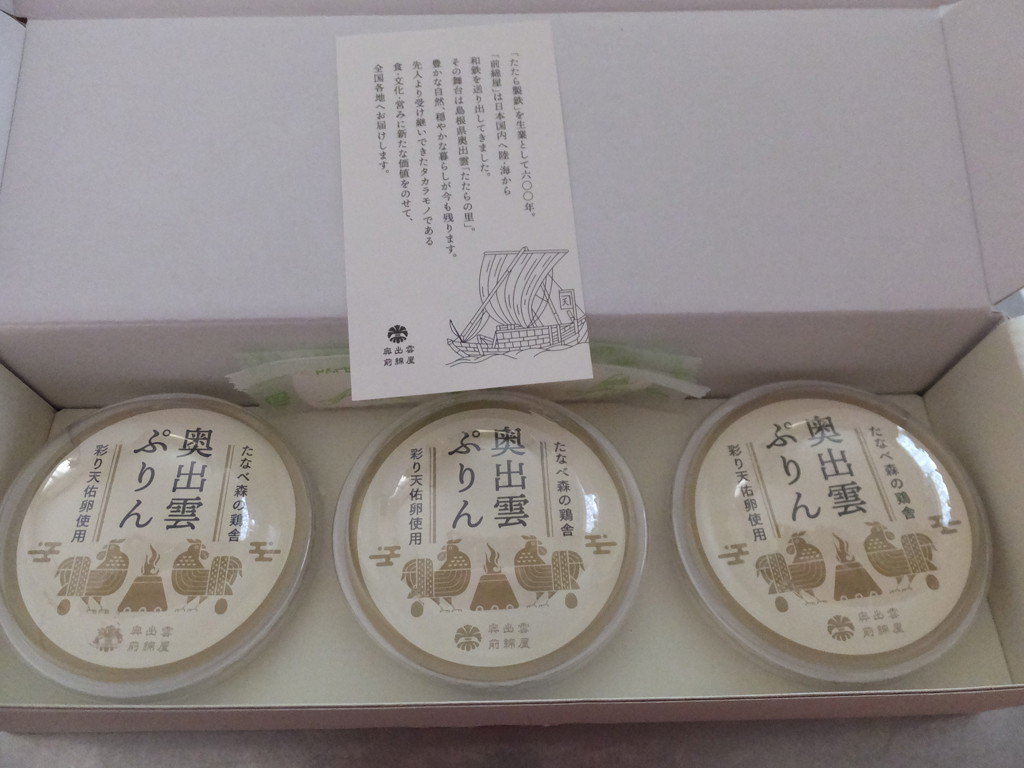 「たたら製鉄」を生業として六〇〇年。
「前綿屋」は日本国内へ陸・海から
和鉄を送り出してきました。
その舞台は島根県奥出雲「たたらの里」。
豊かな自然、穏やかな暮らしが今も残ります。
先人より受け継いできたタカラモノである
食・文化・営みに新たな価値をのせて、
全国各地へお届けします。
奥出雲
前綿屋
たなべ森の鶏舎
奥出雲
ぷりん
彩り天佑卵使用
奥出雲
前綿屋
たなべ森の鶏舎
奥出雲
ぷりん
彩り天佑卵使用
奥出雲
前綿屋
たなべ森の鶏舎
奥出雲
ぷりん
彩り天佑卵使用
奥出雲
前綿屋